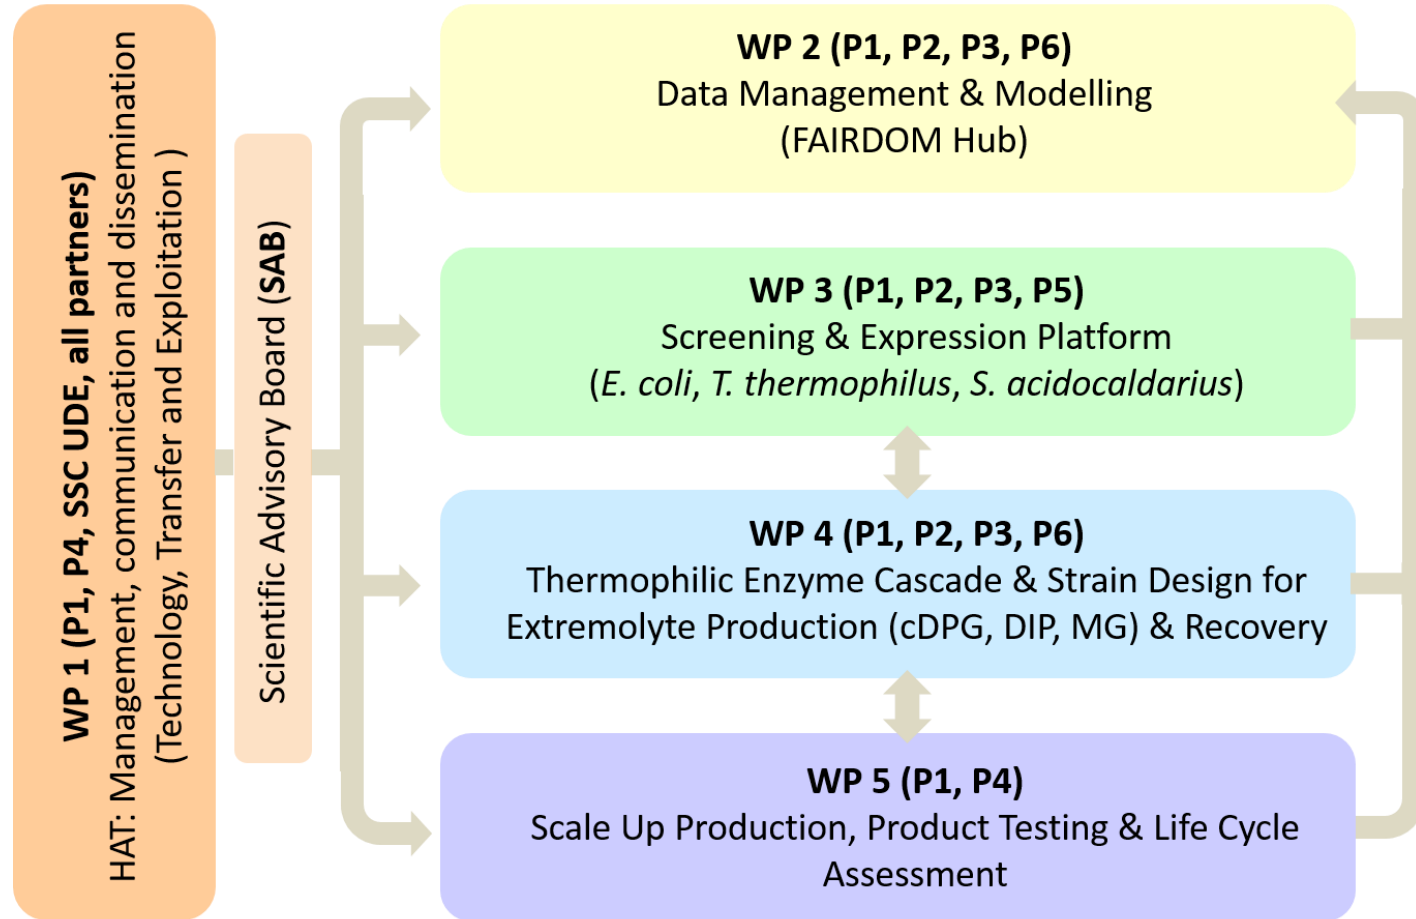 WP 1 (P1, P4, SSC UDE, all partners)
HAT: Management, communication and dissemination
(Technology, Transfer and Exploitation )
Scientific Advisory Board (SAB)
WP 2 (P1, P2, P3, P6)
Data Management & Modelling
(FAIRDOM Hub)
WP 3 (P1, P2, P3, P5)
Screening & Expression Platform
(E. coli, T. thermophilus, S. acidocaldarius)
WP 4 (P1, P2, P3, P6)
Thermophilic Enzyme Cascade & Strain Design for
Extremolyte Production (cDPG, DIP, MG) & Recovery
WP 5 (P1, P4)
Scale Up Production, Product Testing & Life Cycle
Assessment